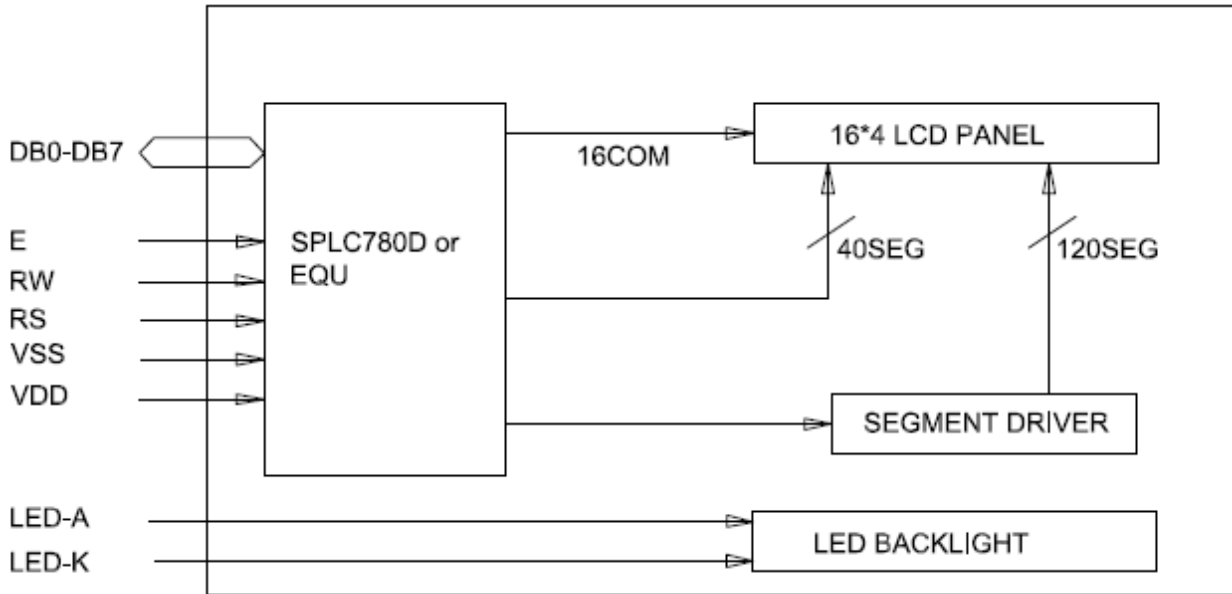 DB0-DB7
E
RW
RS
VSS
VDD
LED-A
LED-K
SPLC780D or
EQU
16COM
16*4 LCD PANEL
40SEG
120SEG
SEGMENT DRIVER
LED BACKLIGHT